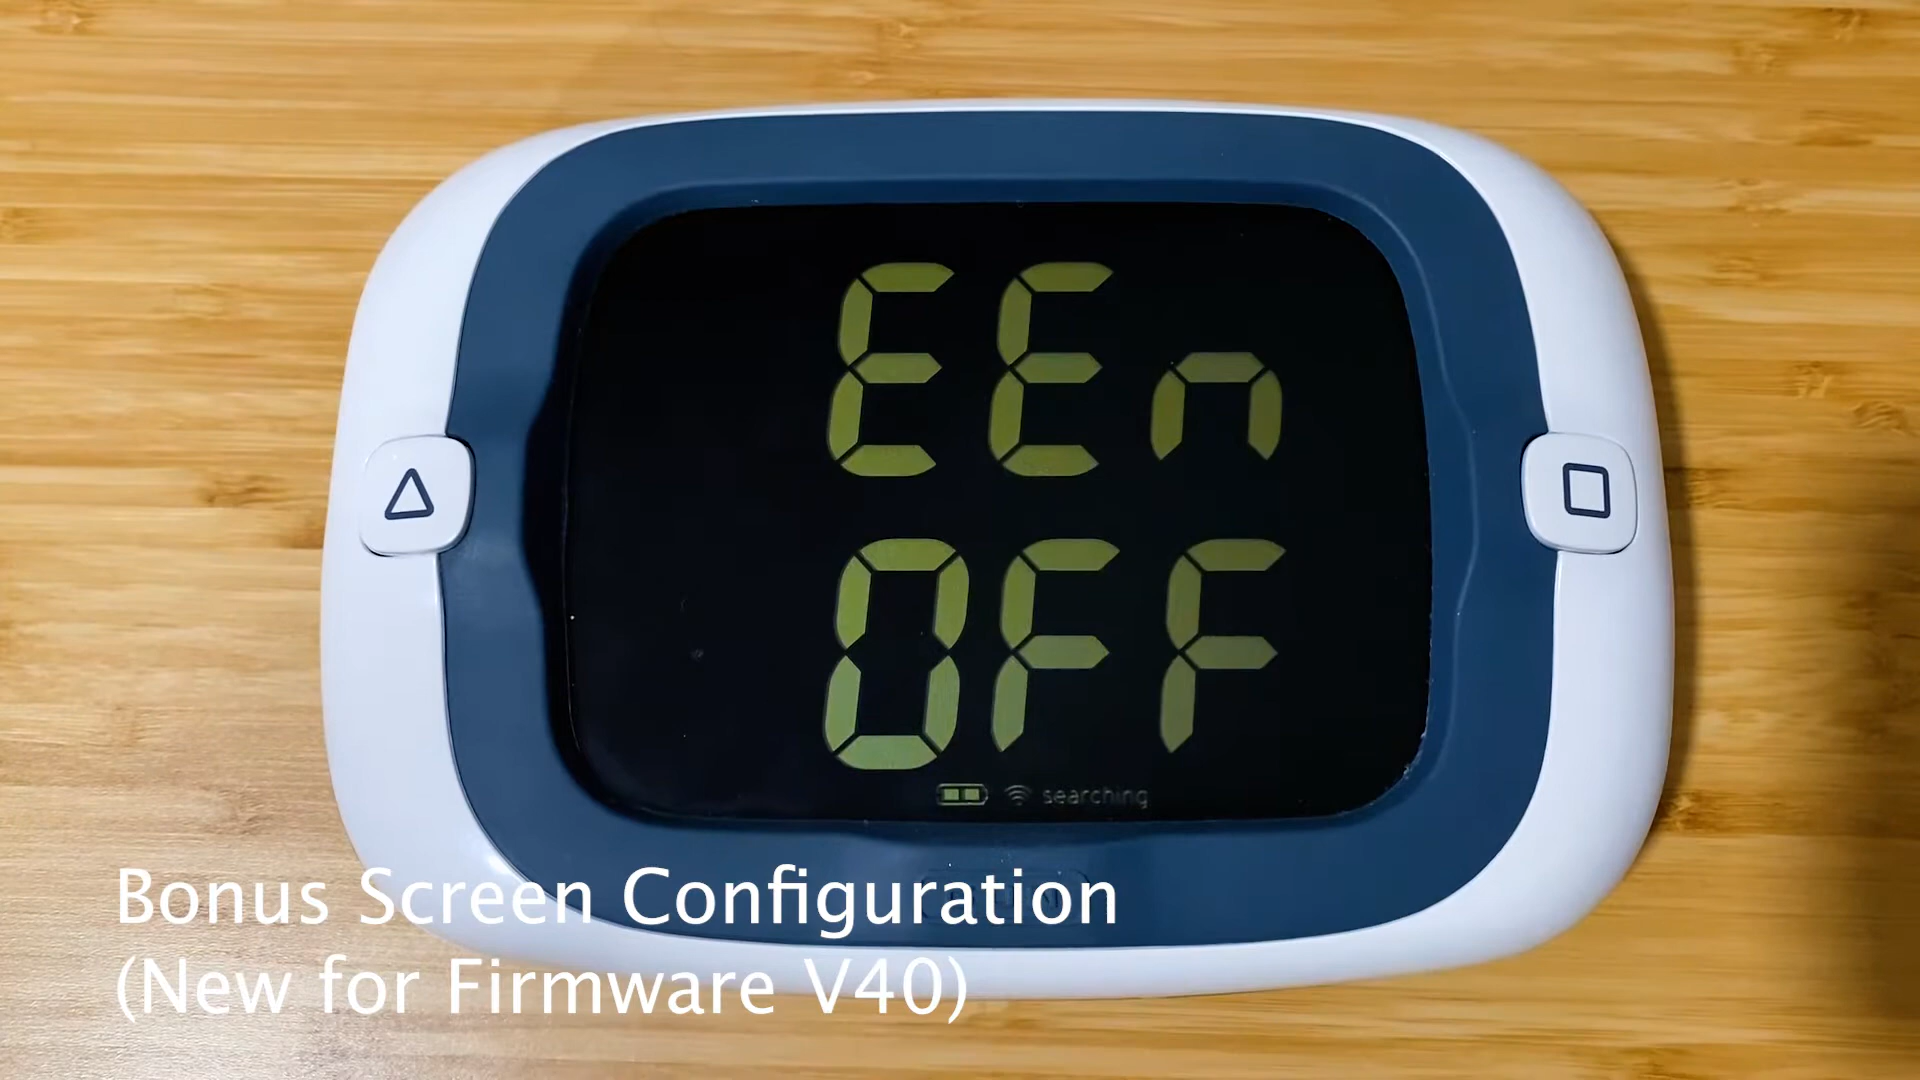 EEn
OFF
searching
Bonus Screen Configuration
(New for Firmware V40)